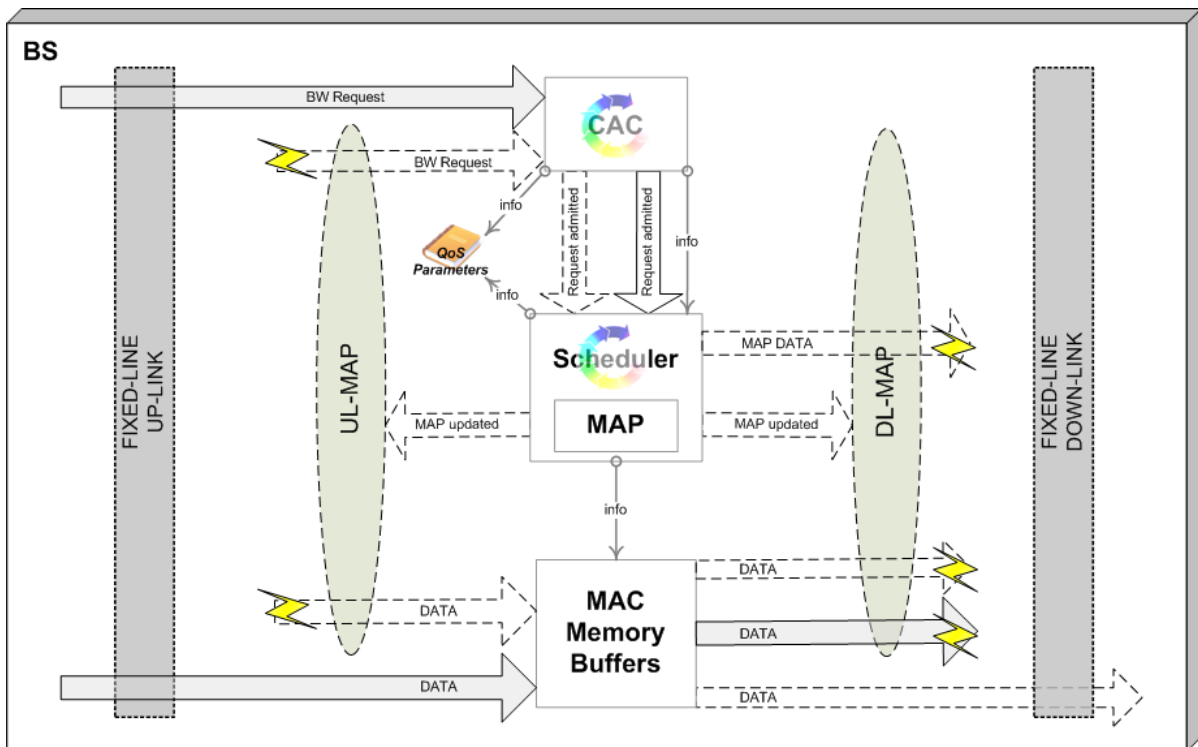 BS
BW Request
CAC
BW Request
info
QoS
Parameters
info
Request admitted
Request admitted
info
FIXED-LINE
UP-LINK
UL-MAP
Scheduler
MAP
MAP DATA
MAP updated
MAP updated
DL-MAP
FIXED-LINE
DOWN-LINK
info
MAC
Memory
Buffers
DATA
DATA
DATA
DATA
DATA